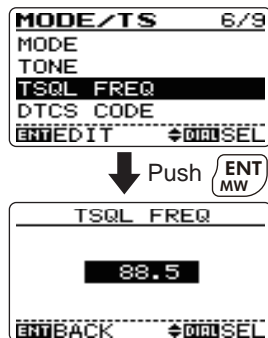 MODE/TS 6/9
MODE
TONE
TSQL FREQ
DTCS CODE
ENT EDIT DIAL SEL
Push ENT
MW
TSQL FREQ
88.5
ENT BACK DIAL SEL